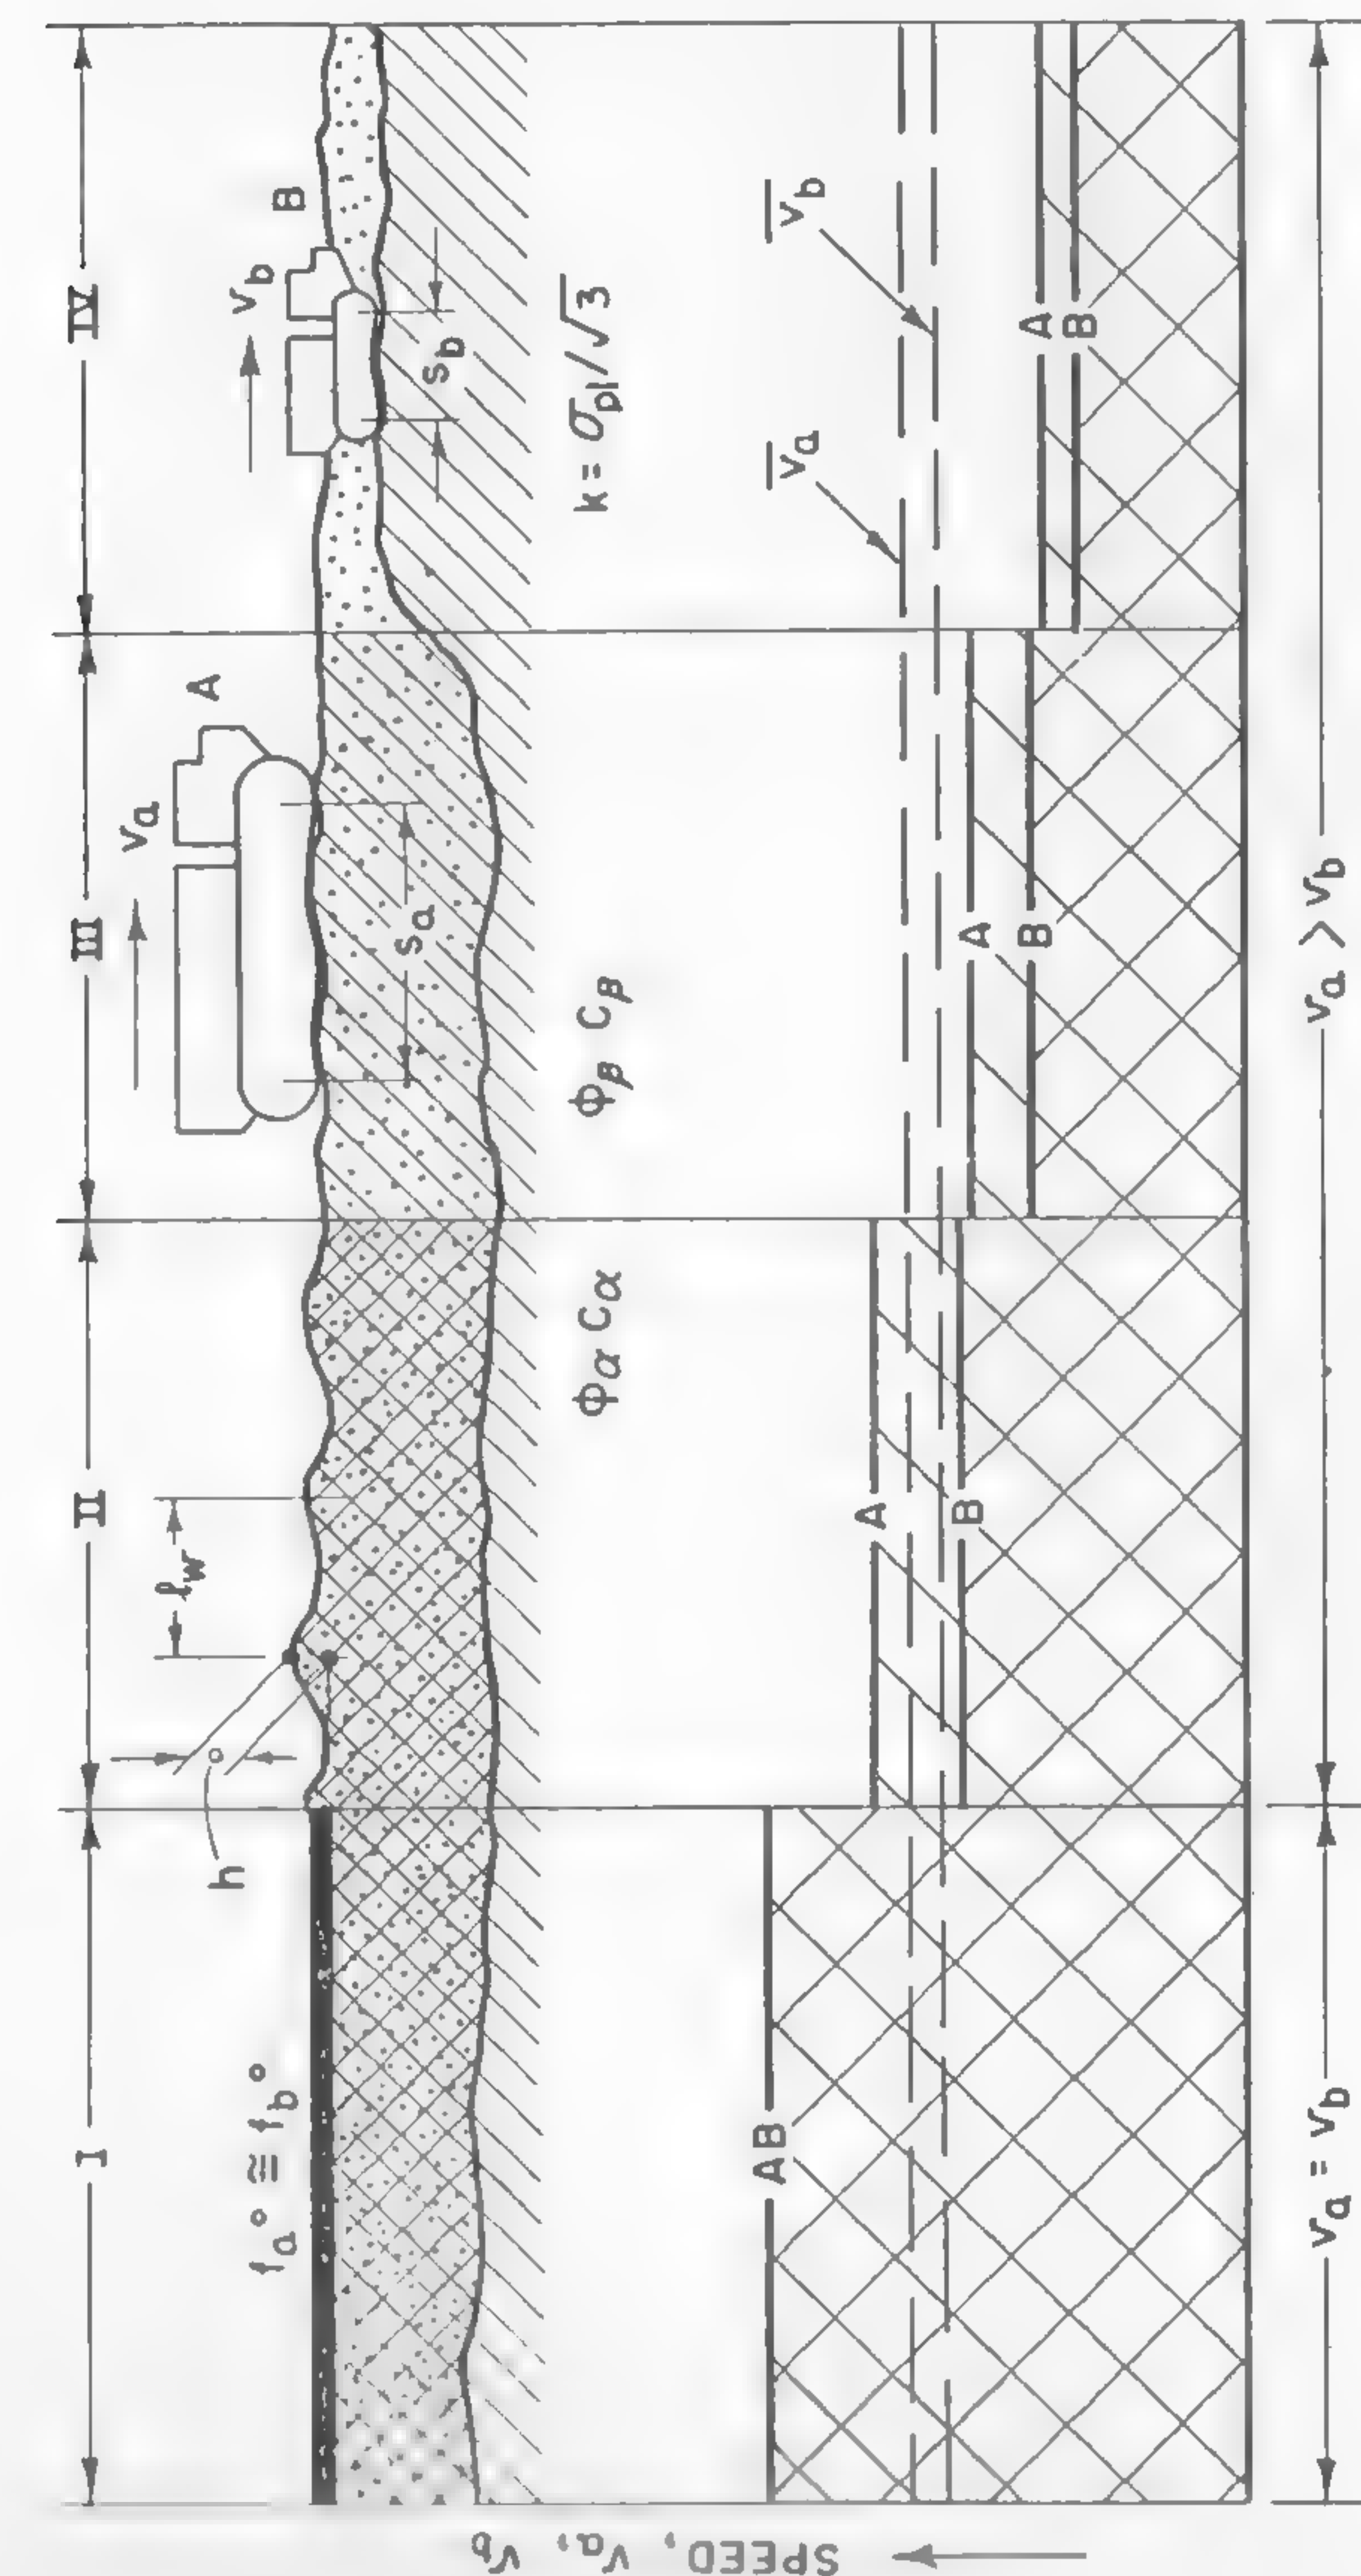 I
II
III
IV
f_a° ≅ f_b°
h°
ℓ_w
v_a
A
v_b
B
s_a
s_b
ϕ_α C_α
ϕ_β C_β
k = σ_pl/√3
SPEED, v_a, v_b
AB
A
B
A
B
A
B
v̅_a
v̅_b
v_a = v_b
v_a > v_b